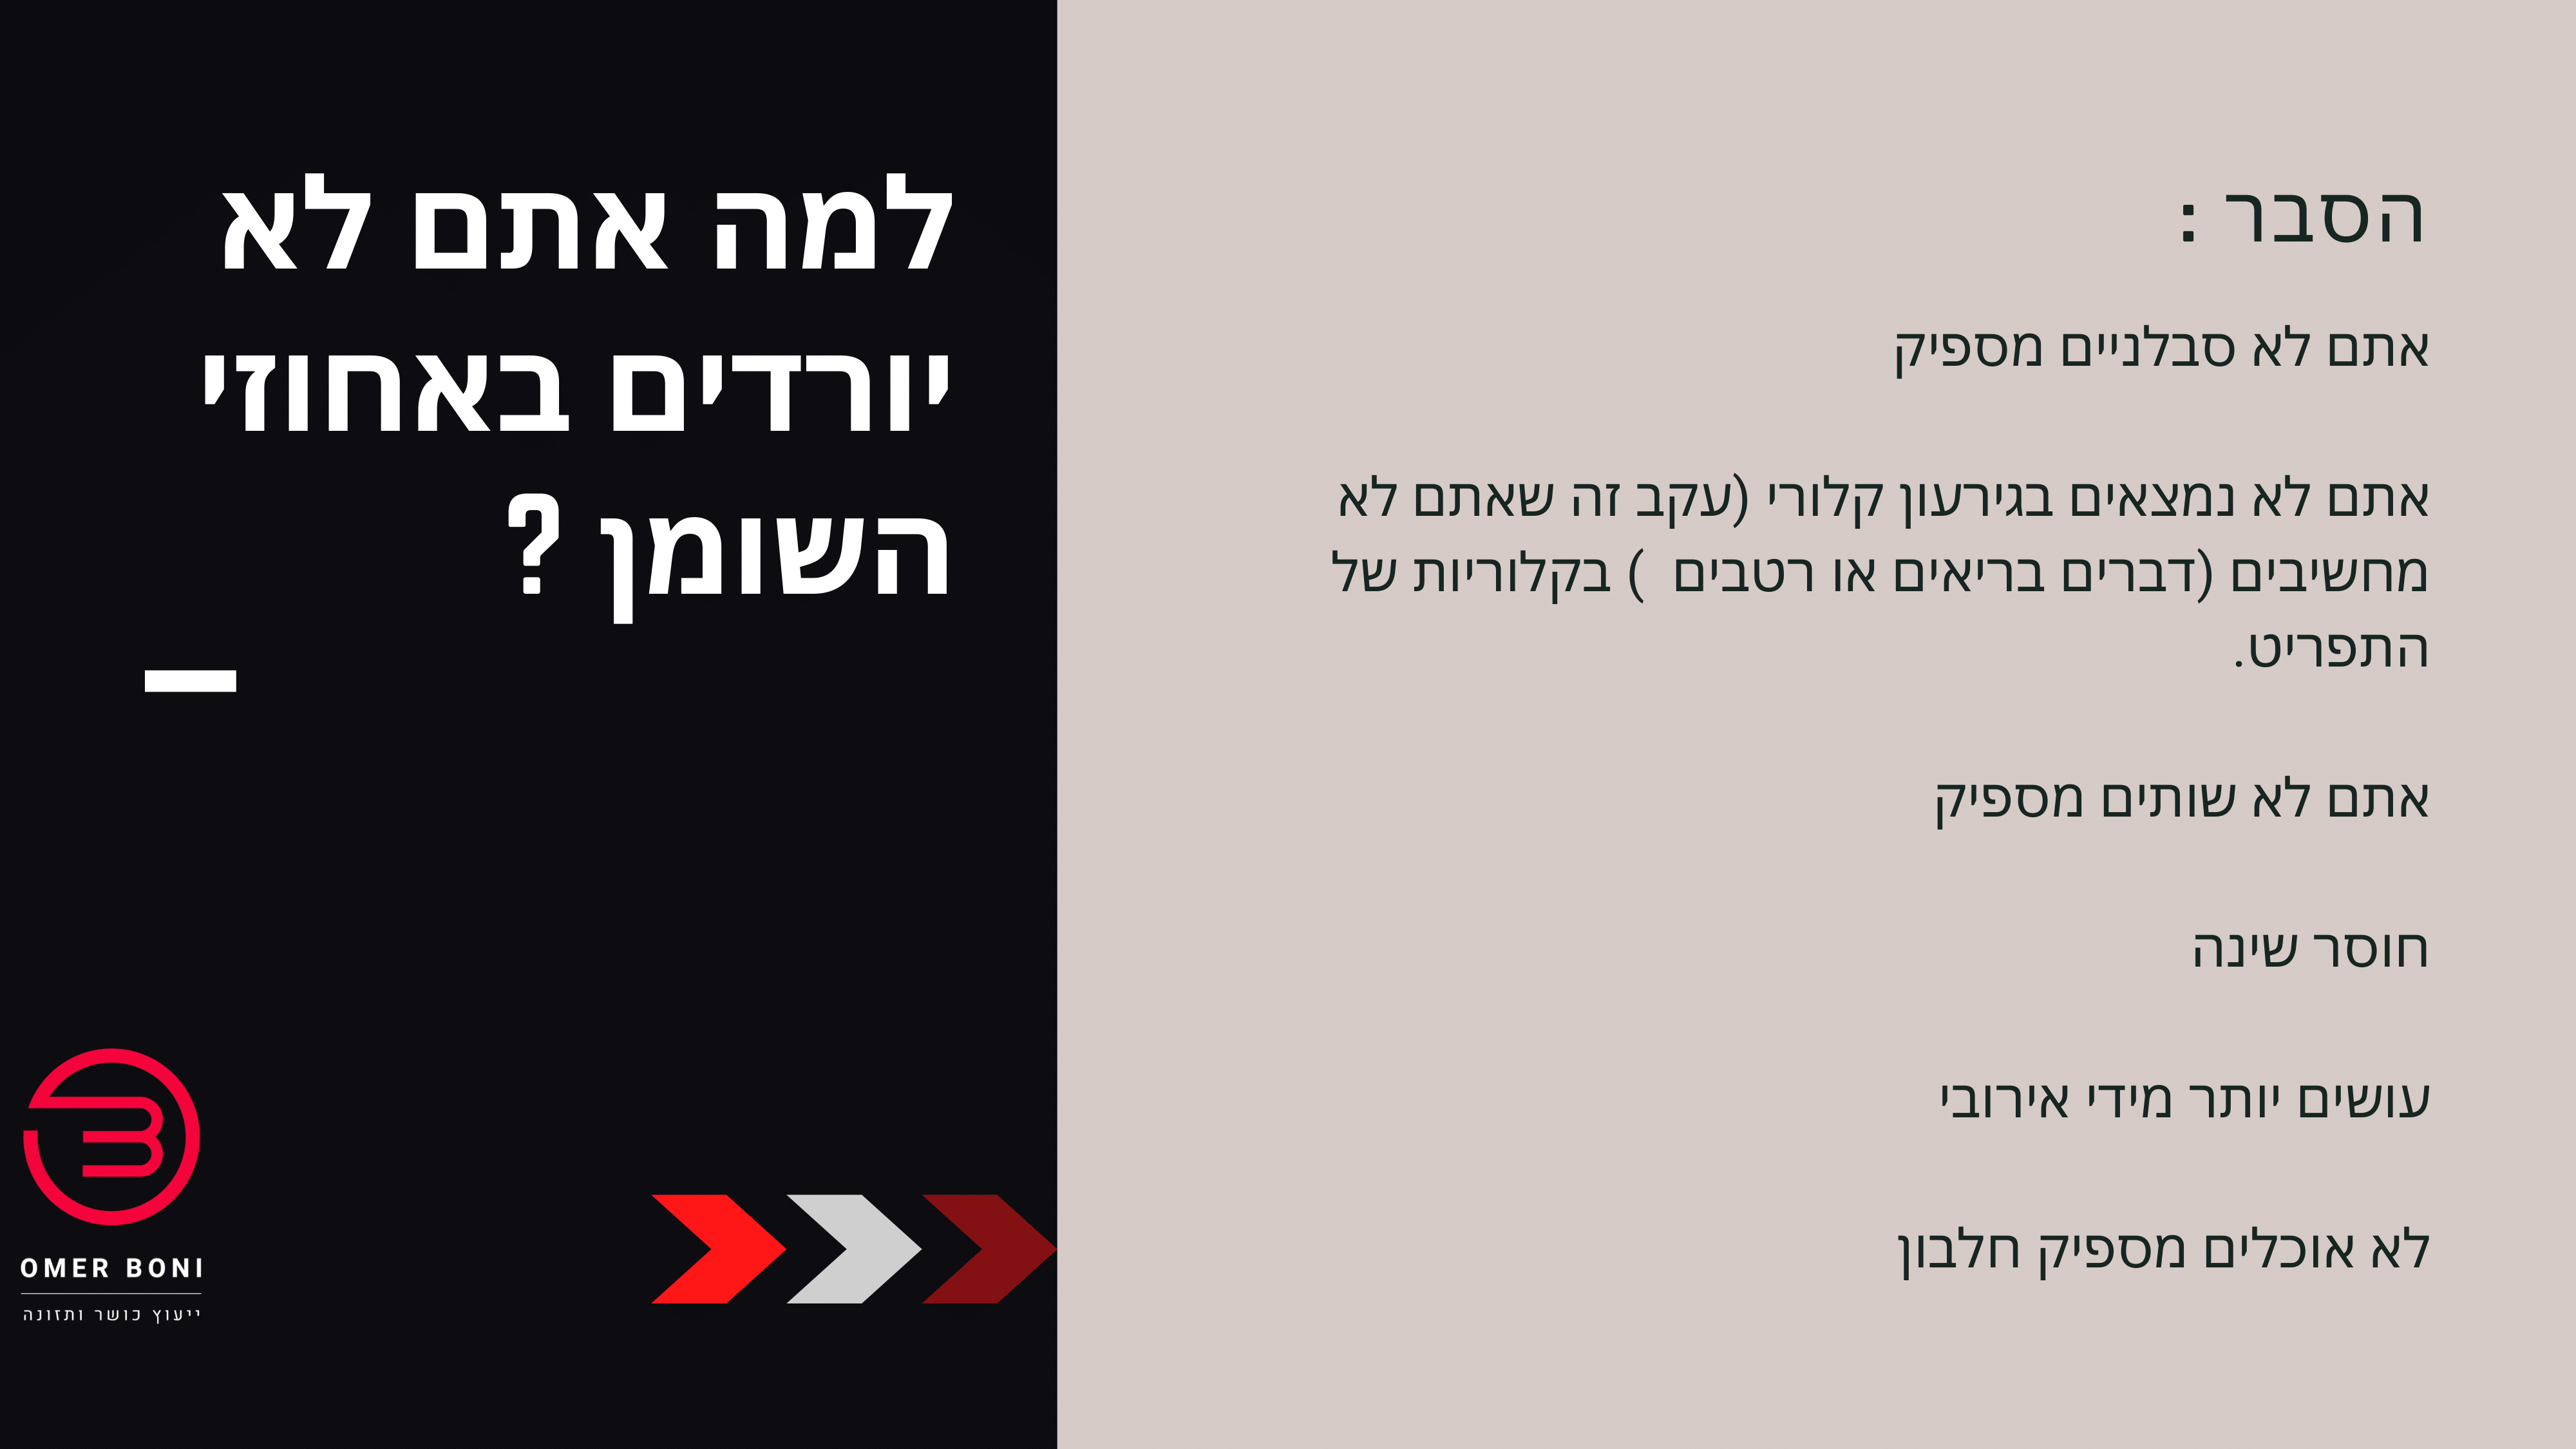 למה אתם לא
יורדים באחוזי
השומן ?
הסבר :
אתם לא סבלניים מספיק
אתם לא נמצאים בגירעון קלורי (עקב זה שאתם לא
מחשיבים (דברים בריאים או רטבים  ) בקלוריות של
התפריט.
אתם לא שותים מספיק
חוסר שינה
עושים יותר מידי אירובי
לא אוכלים מספיק חלבון
OMER BONI
ייעוץ כושר ותזונה